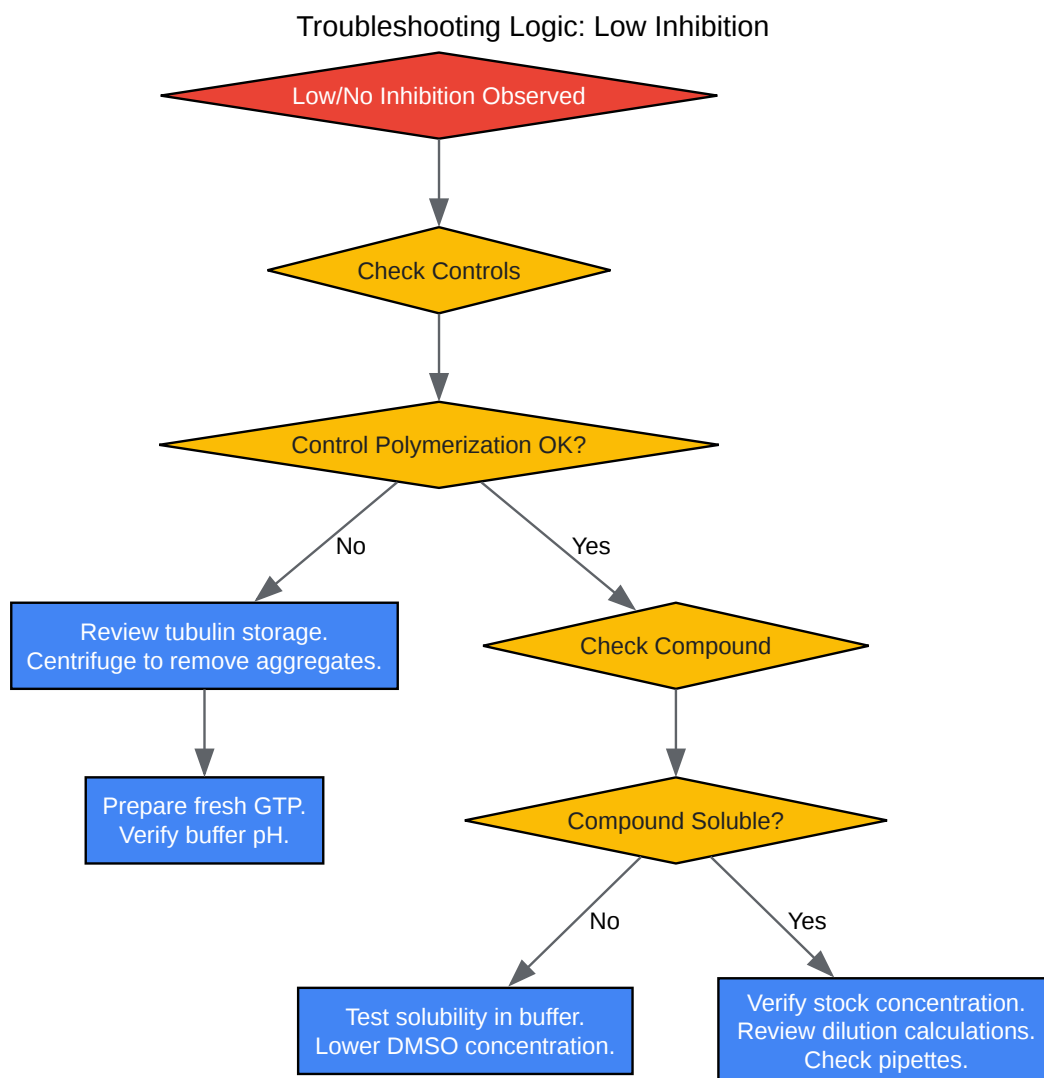 Troubleshooting Logic: Low Inhibition
Low/No Inhibition Observed
Check Controls
Control Polymerization OK?
No
Yes
Review tubulin storage.
Centrifuge to remove aggregates.
Check Compound
Prepare fresh GTP.
Verify buffer pH.
Compound Soluble?
No
Yes
Test solubility in buffer.
Lower DMSO concentration.
Verify stock concentration.
Review dilution calculations.
Check pipettes.